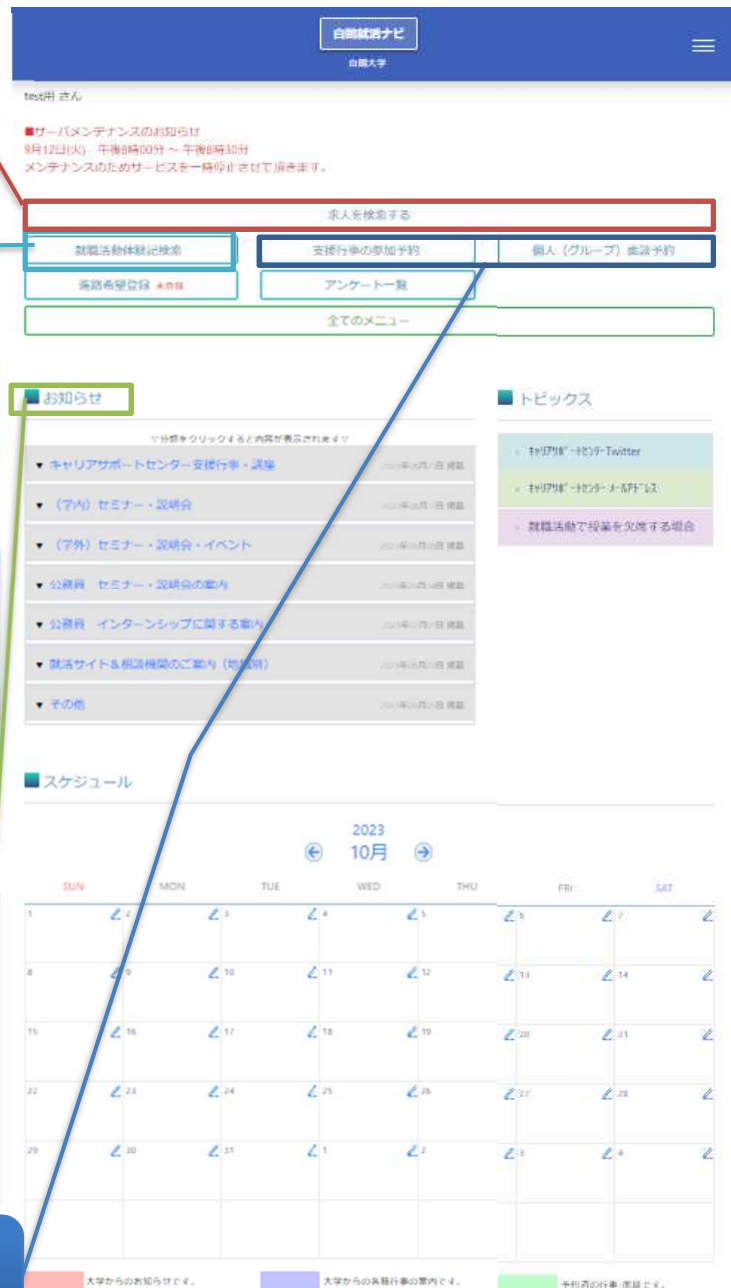 白鷗就活ナビ
白鷗大学
test用 さん
■サーバメンテナンスのお知らせ
9月12日(火) 午後8時00分 ～ 午後8時30分
メンテナンスのためサービスを一時停止させて頂きます。
求人を検索する
就職活動体験記検索
支援行事の参加予約
個人（グループ）面談予約
進路希望登録 未登録
アンケート一覧
全てのメニュー
お知らせ
▽分類をクリックすると内容が表示されます▽
▼ キャリアサポートセンター支援行事・講座
▼ （学内）セミナー・説明会
▼ （学外）セミナー・説明会・イベント
▼ 公務員 セミナー・説明会の案内
▼ 公務員 インターンシップに関する案内
▼ 就活サイト&相談機関のご案内（地域別）
▼ その他
トピックス
ｷｬﾘｱｻﾎﾟｰﾄｾﾝﾀｰTwitter
ｷｬﾘｱｻﾎﾟｰﾄｾﾝﾀｰ ﾒｰﾙｱﾄﾞﾚｽ
就職活動で授業を欠席する場合
スケジュール
2023
10月
SUN MON TUE WED THU FRI SAT
1 2 3 4 5 6 7
8 9 10 11 12 13 14
15 16 17 18 19 20 21
22 23 24 25 26 27 28
29 30 31 1 2 3 4
大学からのお知らせです。
大学からの各種行事の案内です。
予約済の行事・面談です。